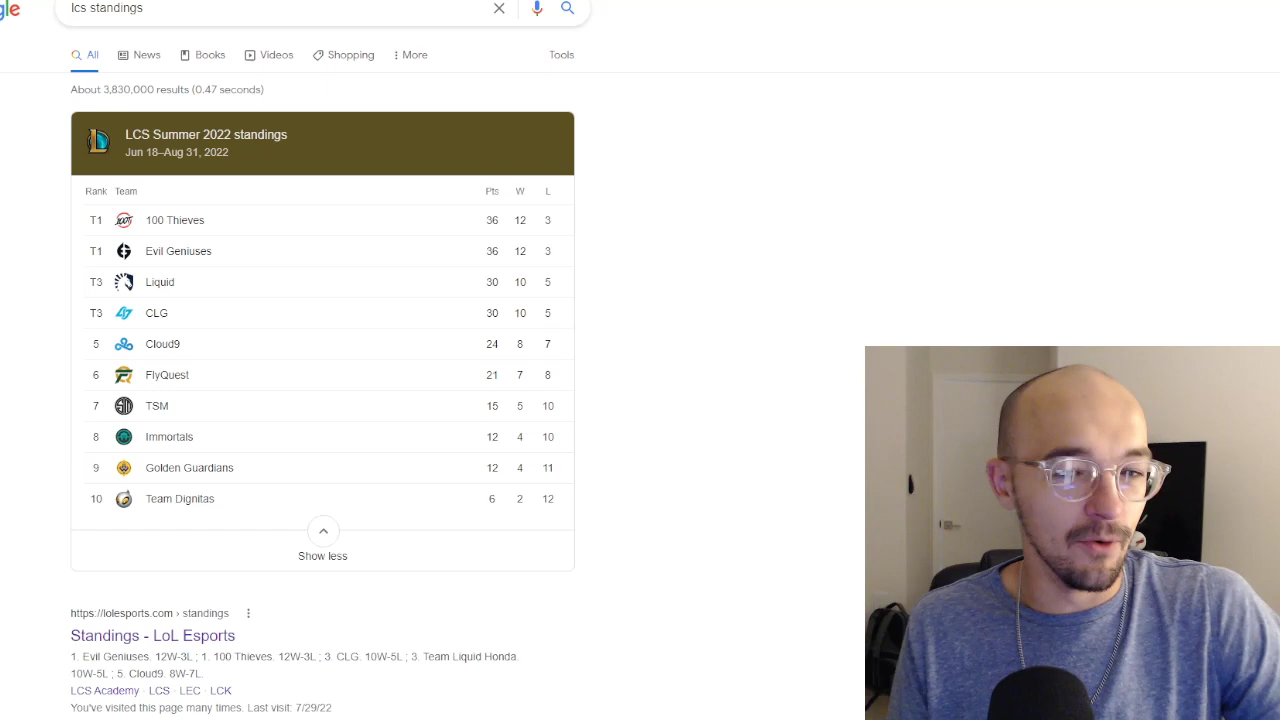 gle
lcs standings
All News Books Videos Shopping More Tools
About 3,830,000 results (0.47 seconds)
LCS Summer 2022 standings
Jun 18–Aug 31, 2022
Rank Team Pts W L
T1 100 Thieves 36 12 3
T1 Evil Geniuses 36 12 3
T3 Liquid 30 10 5
T3 CLG 30 10 5
5 Cloud9 24 8 7
6 FlyQuest 21 7 8
7 TSM 15 5 10
8 Immortals 12 4 10
9 Golden Guardians 12 4 11
10 Team Dignitas 6 2 12
Show less
https://lolesports.com › standings
Standings - LoL Esports
1. Evil Geniuses. 12W-3L ; 1. 100 Thieves. 12W-3L ; 3. CLG. 10W-5L ; 3. Team Liquid Honda.
10W-5L ; 5. Cloud9. 8W-7L.
LCS Academy · LCS · LEC · LCK
You've visited this page many times. Last visit: 7/29/22